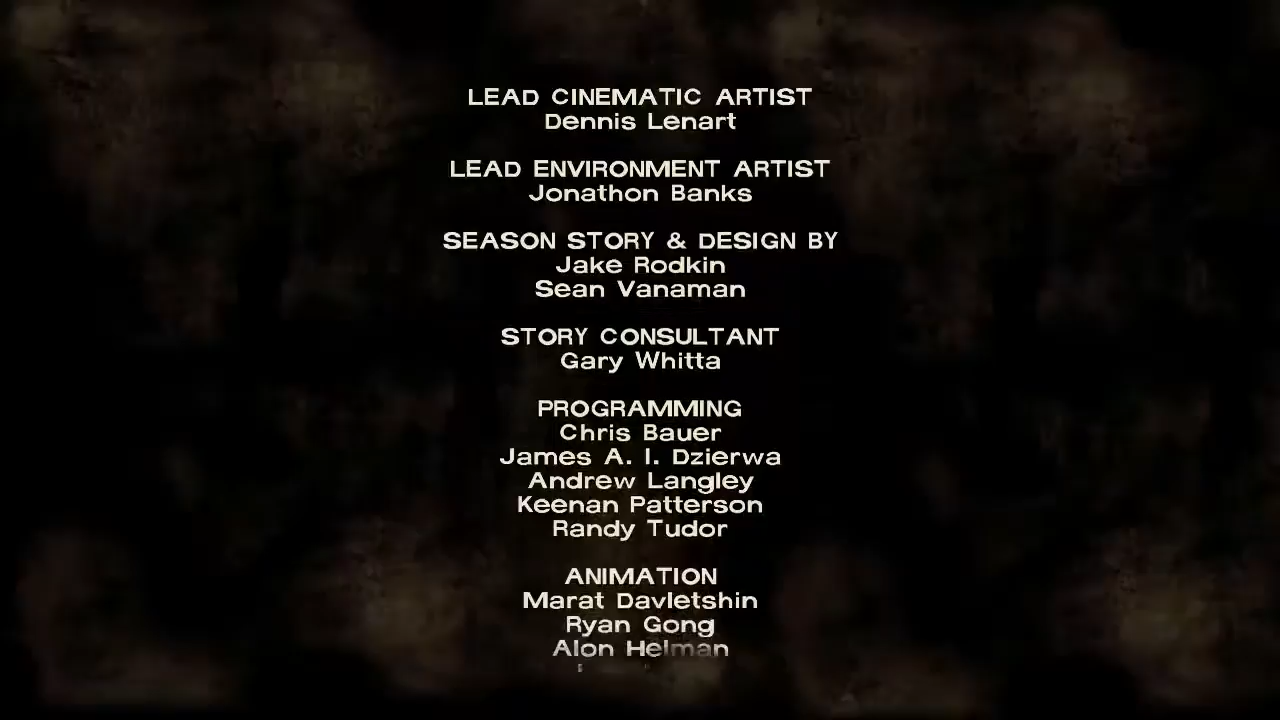 LEAD CINEMATIC ARTIST
Dennis Lenart
LEAD ENVIRONMENT ARTIST
Jonathon Banks
SEASON STORY & DESIGN BY
Jake Rodkin
Sean Vanaman
STORY CONSULTANT
Gary Whitta
PROGRAMMING
Chris Bauer
James A. I. Dzierwa
Andrew Langley
Keenan Patterson
Randy Tudor
ANIMATION
Marat Davletshin
Ryan Gong
Alon Helman